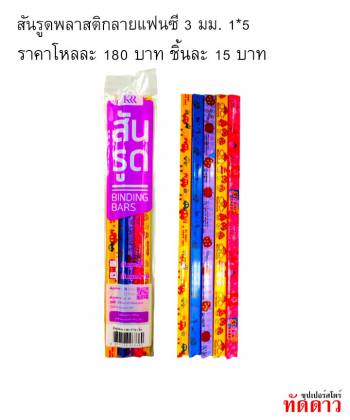 สันรูดพลาสติกลายแฟนซี 3 มม. 1*5
ราคาโหลละ 180 บาท ชิ้นละ 15 บาท
KR
สัน
รูด
BINDING
BARS
ซุปเปอร์สโตร์
ทัดดาว